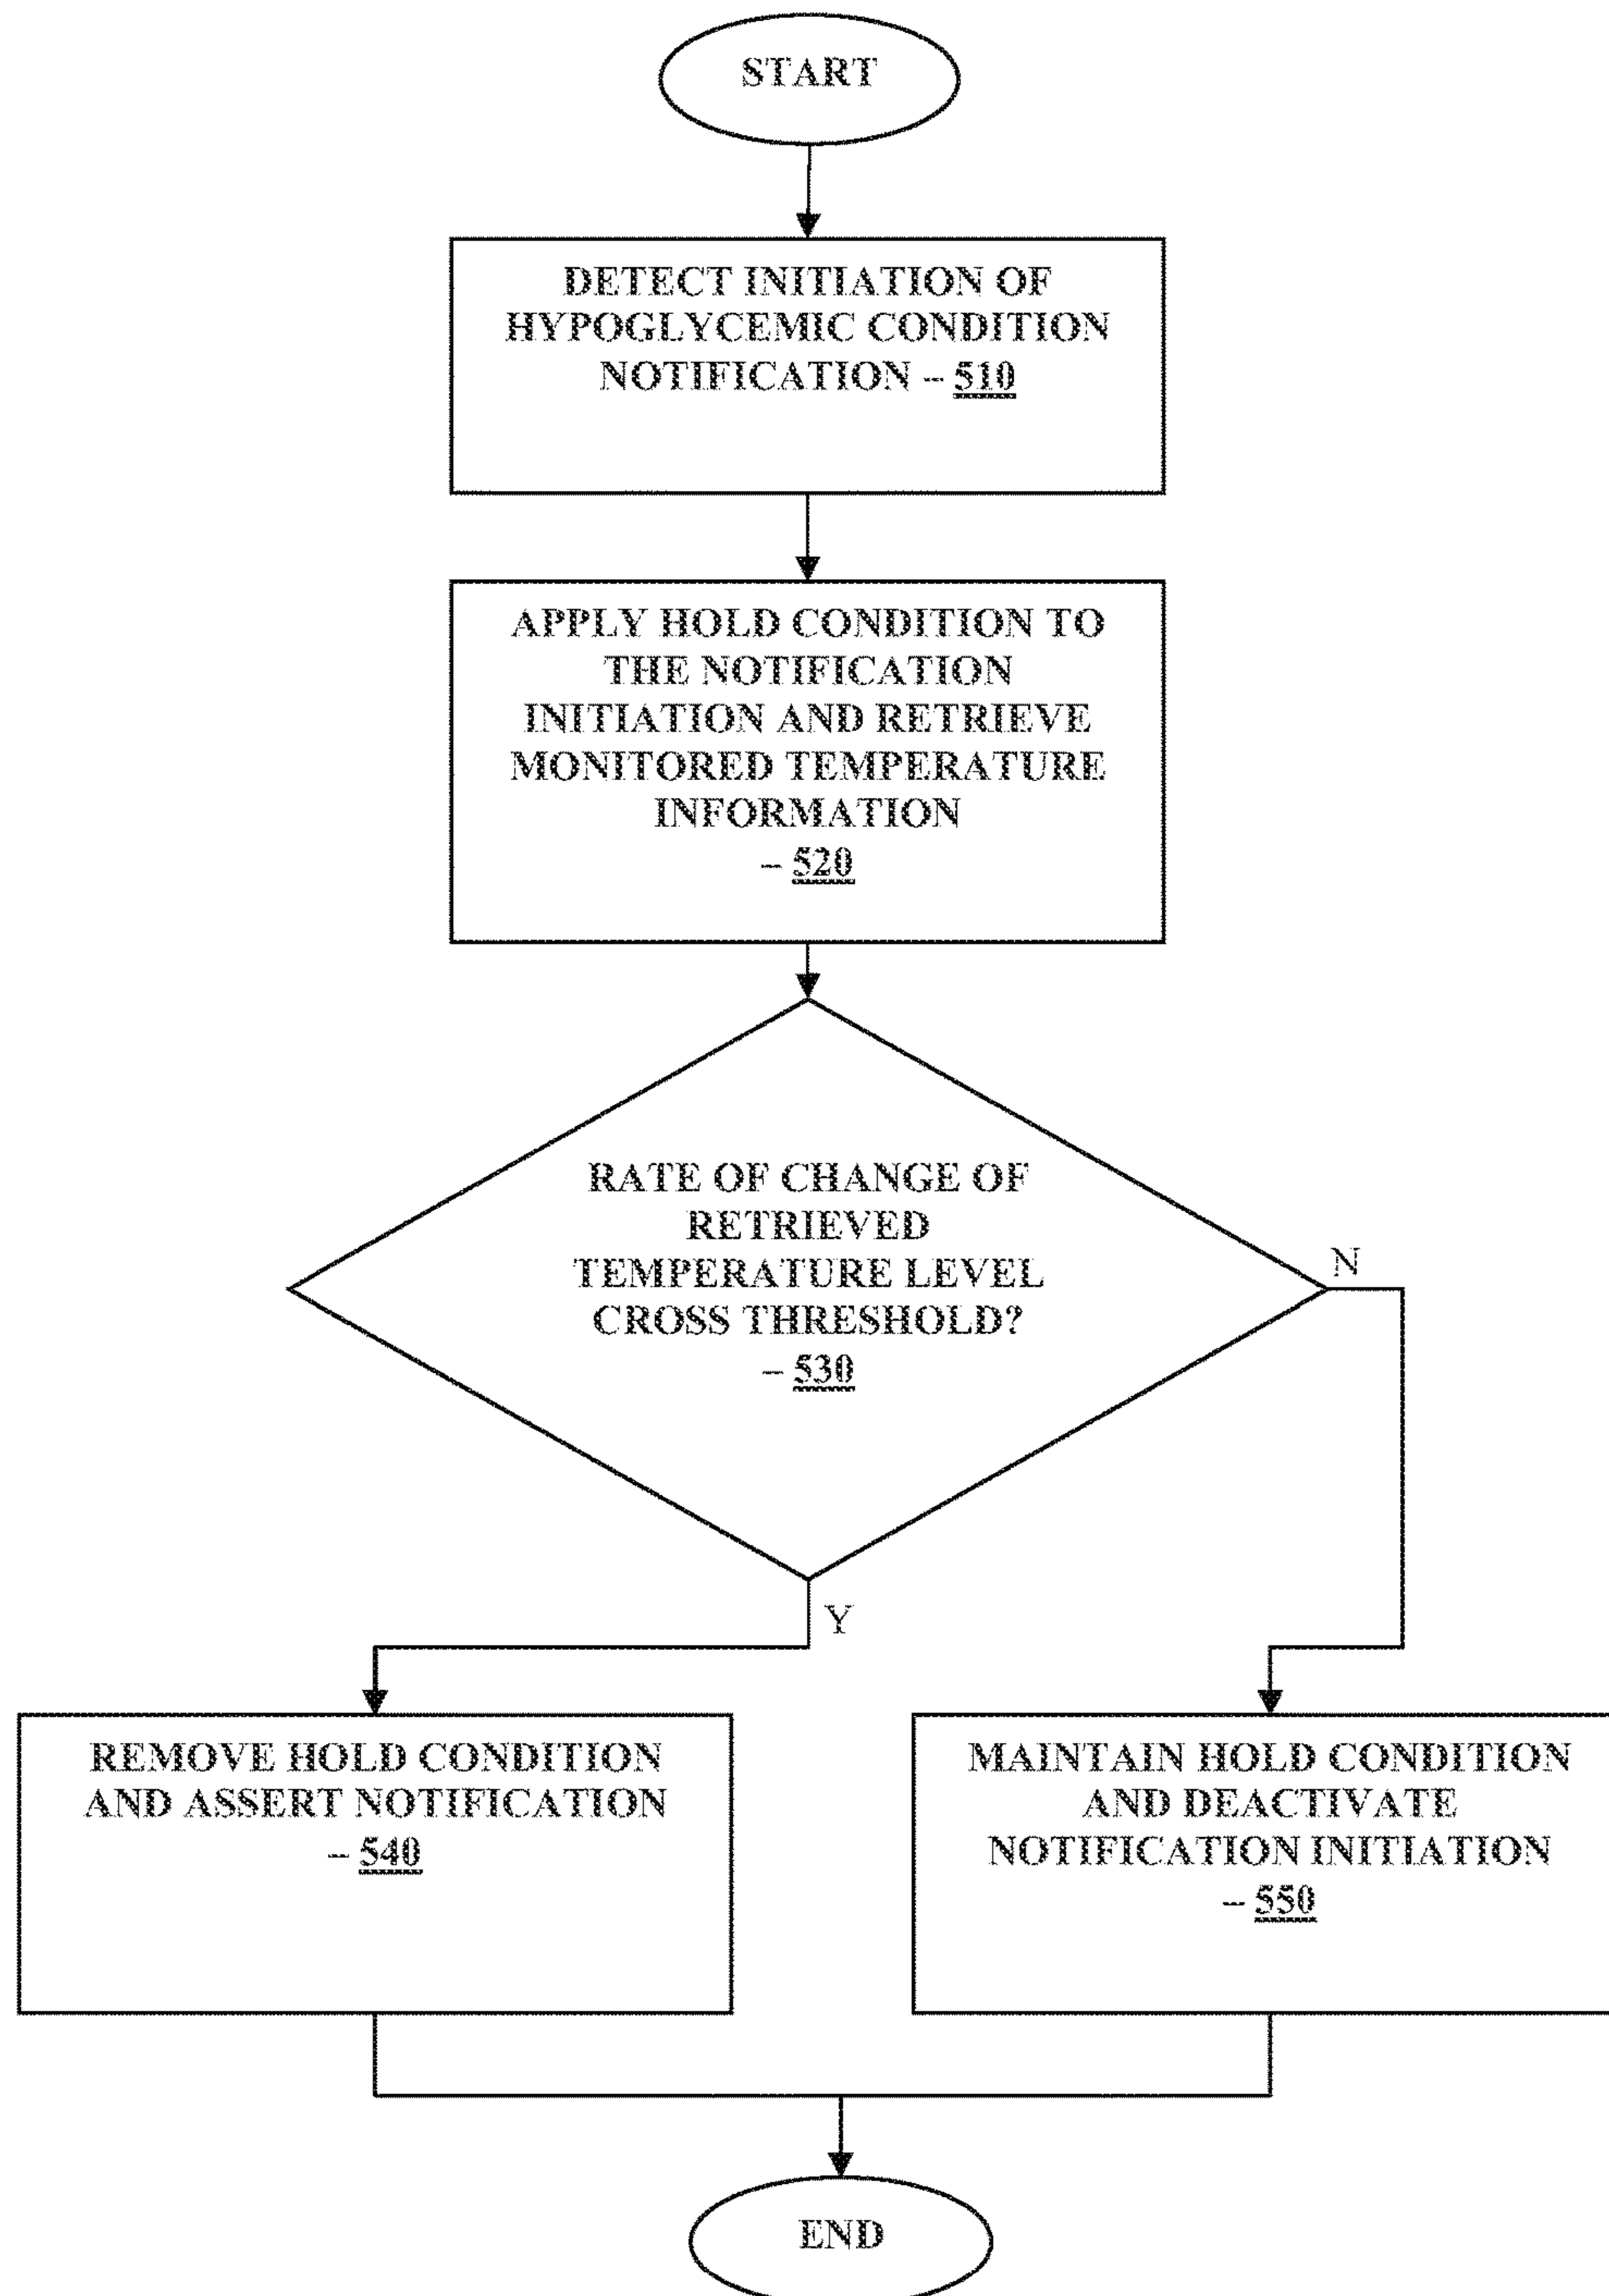 START
DETECT INITIATION OF
HYPOGLYCEMIC CONDITION
NOTIFICATION – 510
APPLY HOLD CONDITION TO
THE NOTIFICATION
INITIATION AND RETRIEVE
MONITORED TEMPERATURE
INFORMATION
– 520
RATE OF CHANGE OF
RETRIEVED
TEMPERATURE LEVEL
CROSS THRESHOLD?
– 530
N
Y
REMOVE HOLD CONDITION
AND ASSERT NOTIFICATION
– 540
MAINTAIN HOLD CONDITION
AND DEACTIVATE
NOTIFICATION INITIATION
– 550
END